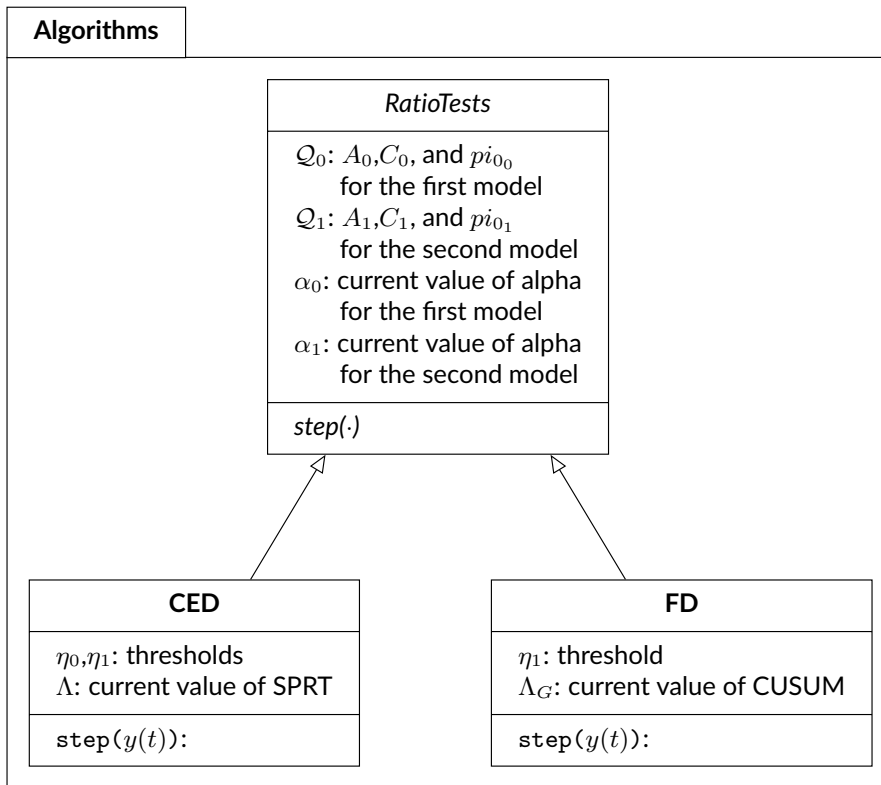 Algorithms
RatioTests
𝒬₀: A₀,C₀, and pi₀₀
for the first model
𝒬₁: A₁,C₁, and pi₀₁
for the second model
α₀: current value of alpha
for the first model
α₁: current value of alpha
for the second model
step(·)
CED
η₀,η₁: thresholds
Λ: current value of SPRT
step(y(t)):
FD
η₁: threshold
Λ_G: current value of CUSUM
step(y(t)):